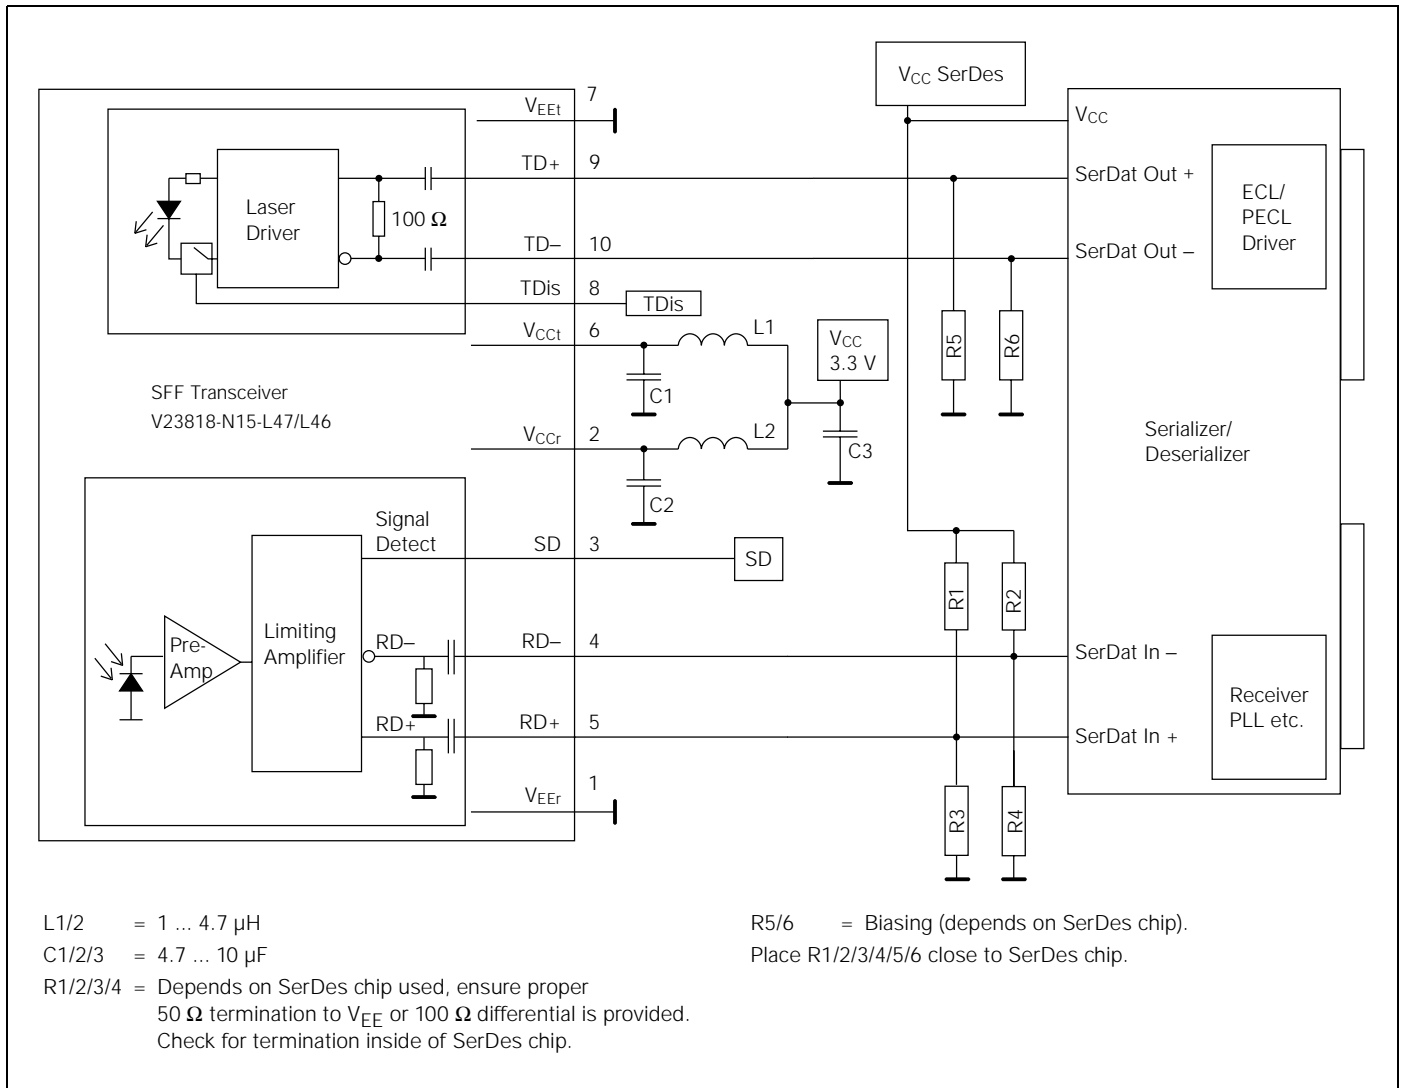 V_CC SerDes
7
V_EEt
V_CC
TD+
9
SerDat Out +
Laser
Driver
100 Ω
ECL/
PECL
Driver
TD–
10
SerDat Out –
TDis
8
TDis
V_CCt
6
L1
V_CC
3.3 V
R5
R6
C1
SFF Transceiver
V23818-N15-L47/L46
V_CCr
2
L2
C3
Serializer/
Deserializer
C2
Signal
Detect
SD
3
SD
R1
R2
Pre-
Amp
Limiting
Amplifier
RD–
RD–
4
SerDat In –
Receiver
PLL etc.
RD+
RD+
5
SerDat In +
V_EEr
1
R3
R4
L1/2 = 1 ... 4.7 µH
C1/2/3 = 4.7 ... 10 µF
R1/2/3/4 = Depends on SerDes chip used, ensure proper
50 Ω termination to V_EE or 100 Ω differential is provided.
Check for termination inside of SerDes chip.
R5/6 = Biasing (depends on SerDes chip).
Place R1/2/3/4/5/6 close to SerDes chip.